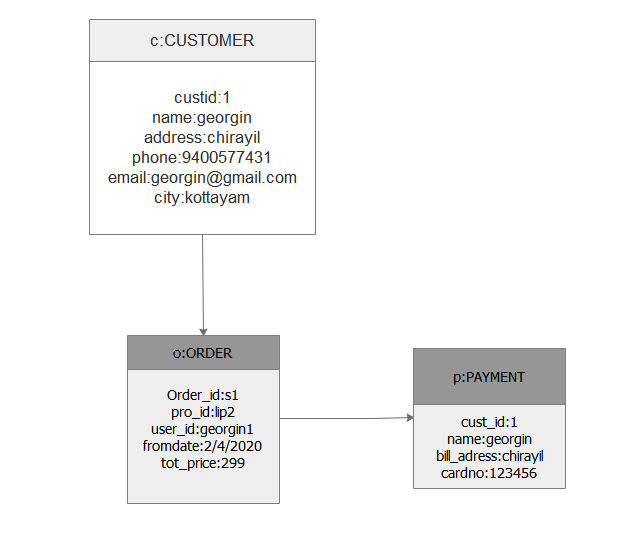 c:CUSTOMER
custid:1
name:georgin
address:chirayil
phone:9400577431
email:georgin@gmail.com
city:kottayam
o:ORDER
Order_id:s1
pro_id:lip2
user_id:georgin1
fromdate:2/4/2020
tot_price:299
p:PAYMENT
cust_id:1
name:georgin
bill_adress:chirayil
cardno:123456